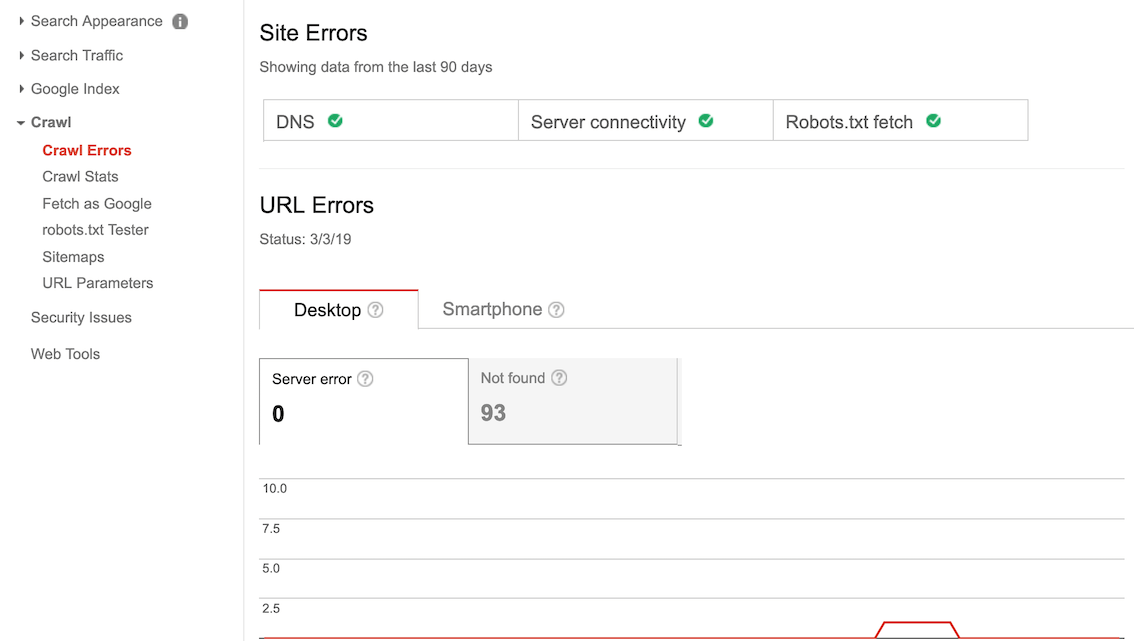 Search Appearance
Search Traffic
Google Index
Crawl
Crawl Errors
Crawl Stats
Fetch as Google
robots.txt Tester
Sitemaps
URL Parameters
Security Issues
Web Tools
Site Errors
Showing data from the last 90 days
DNS Server connectivity Robots.txt fetch
URL Errors
Status: 3/3/19
Desktop ? Smartphone ?
Server error ? Not found ?
0 93
10.0
7.5
5.0
2.5